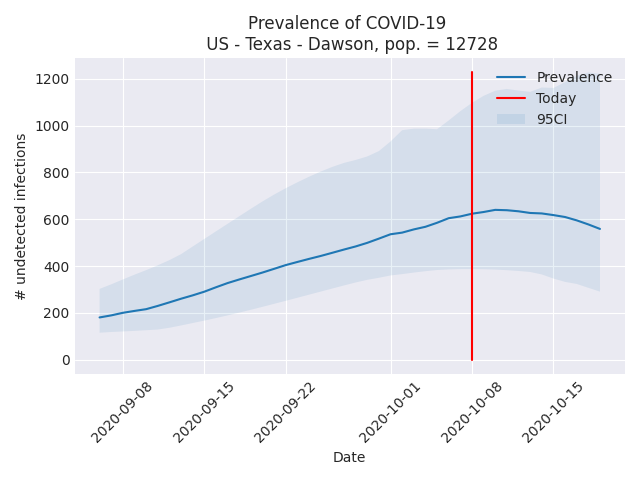 Prevalence of COVID-19
US - Texas - Dawson, pop. = 12728
Prevalence
Today
95CI
1200
1000
800
600
400
200
0
# undetected infections
2020-09-08
2020-09-15
2020-09-22
2020-10-01
2020-10-08
2020-10-15
Date